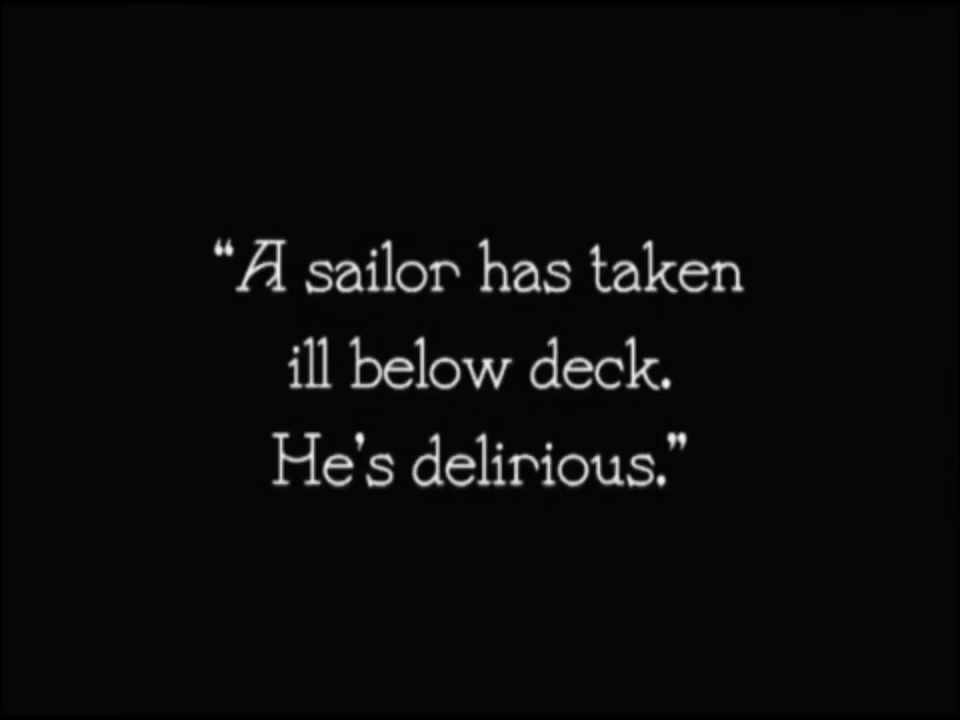 “A sailor has taken
ill below deck.
He’s delirious.”